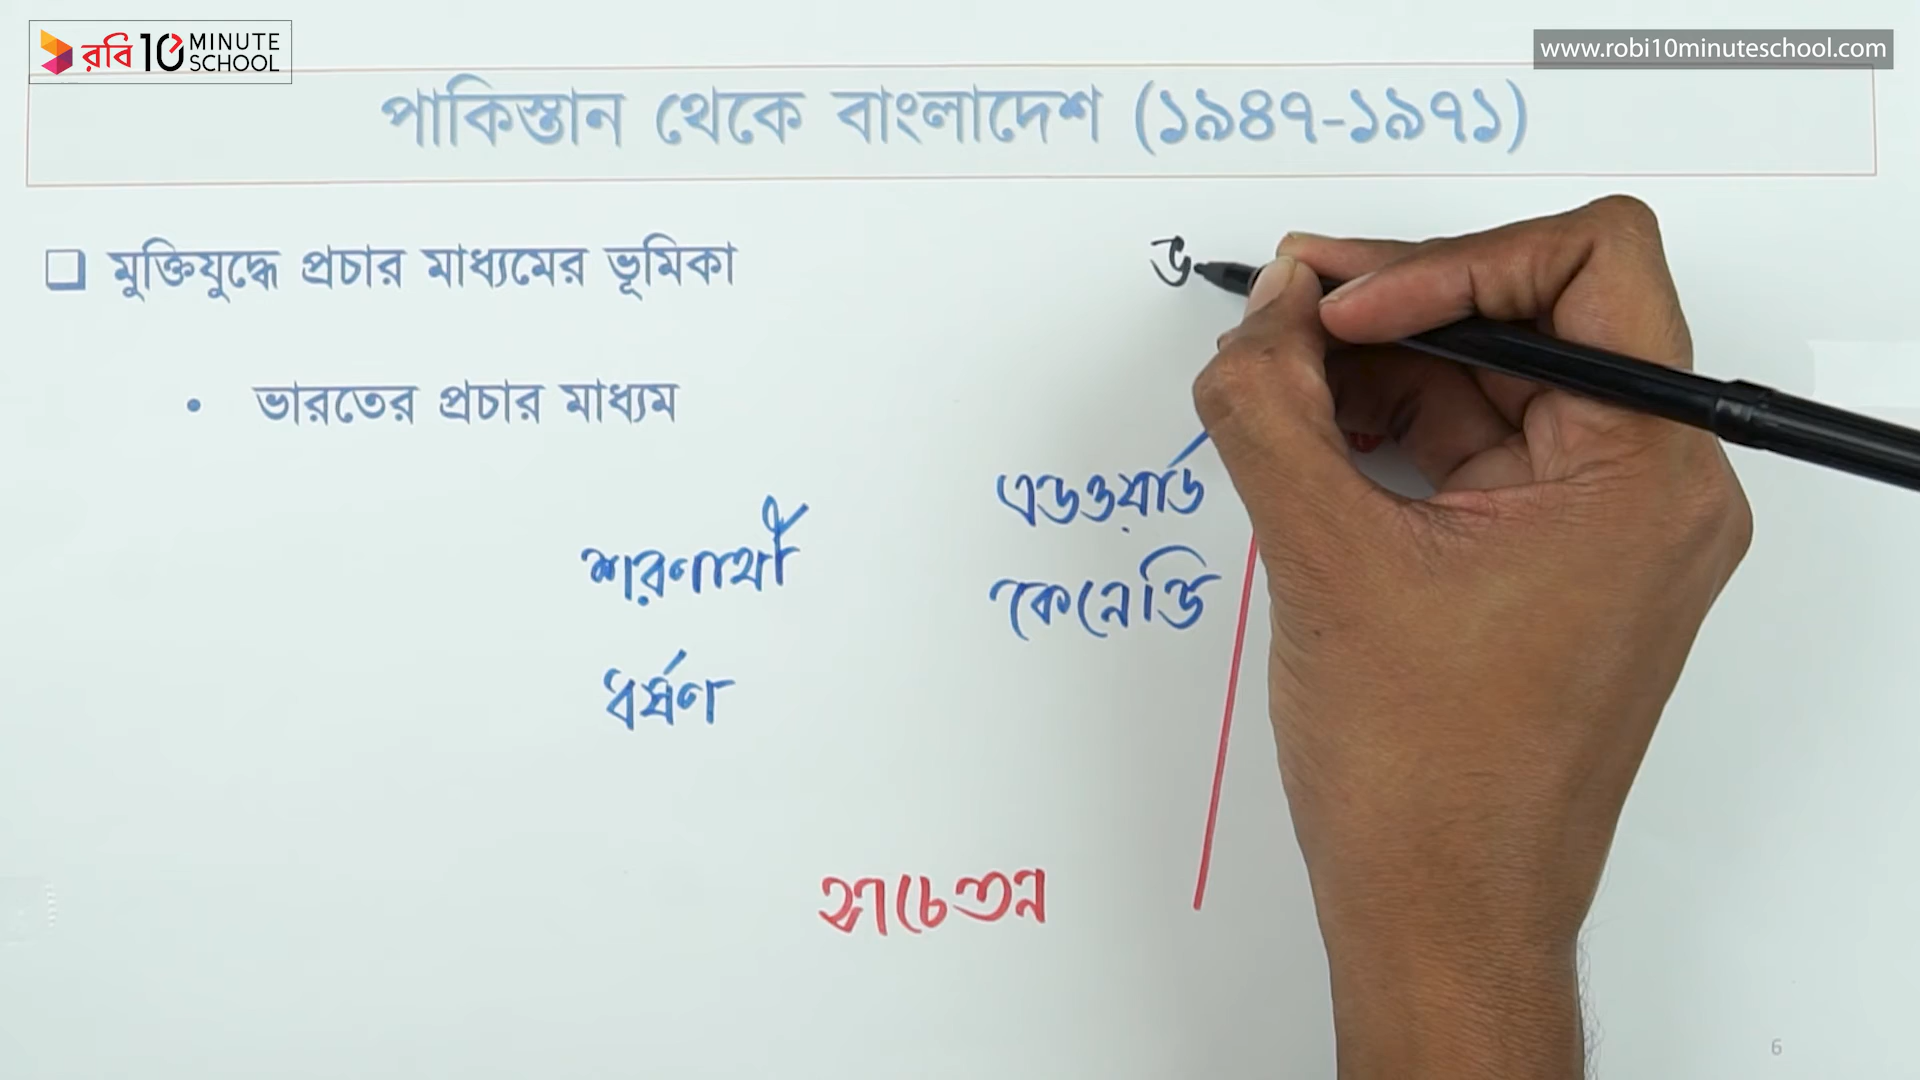 রবি 10 MINUTE SCHOOL
www.robi10minuteschool.com
পাকিস্তান থেকে বাংলাদেশ (১৯৪৭-১৯৭১)
মুক্তিযুদ্ধে প্রচার মাধ্যমের ভূমিকা
• ভারতের প্রচার মাধ্যম
শরণার্থী
ধর্ষণ
এডওয়ার্ড
কেনেডি
সচেতন
6